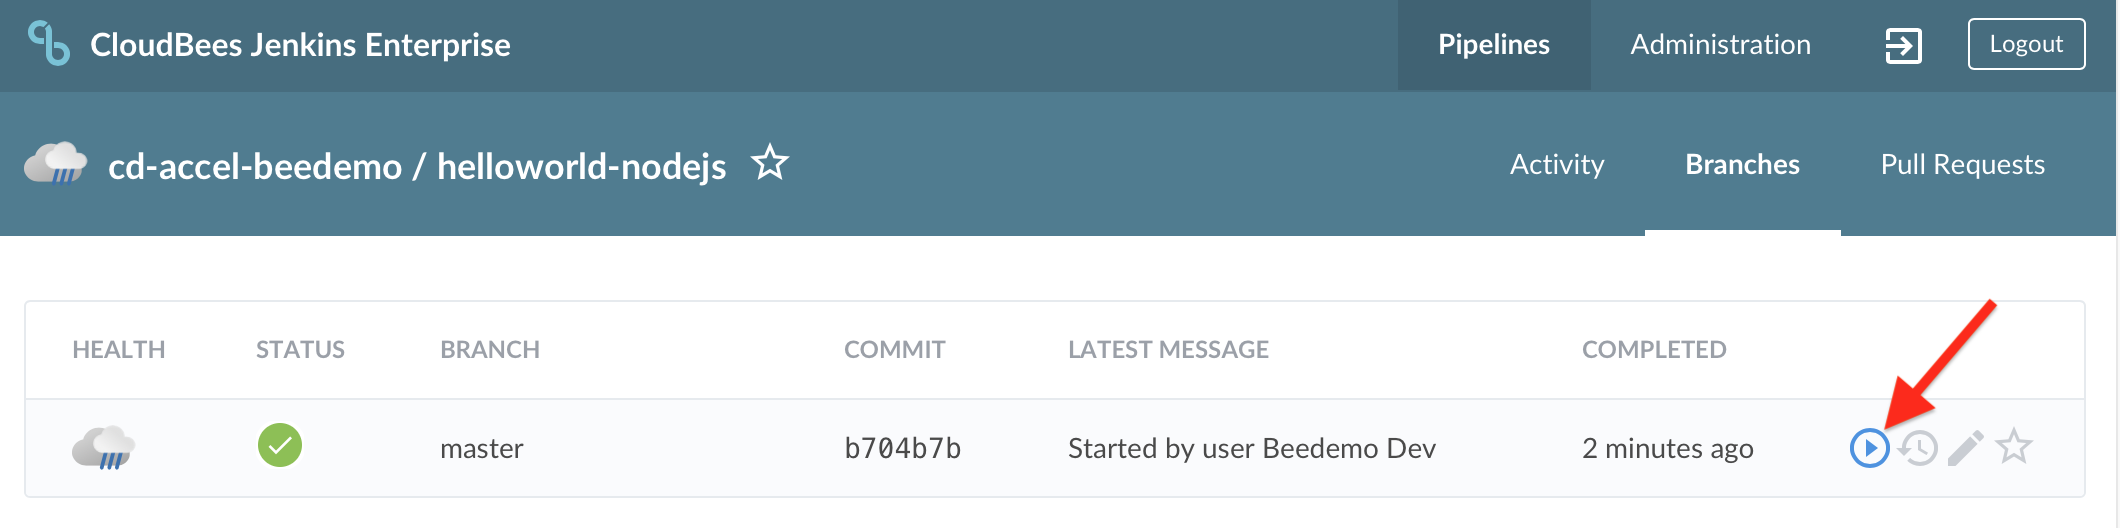 CloudBees Jenkins Enterprise Pipelines Administration Logout
cd-accel-beedemo / helloworld-nodejs Activity Branches Pull Requests
HEALTH STATUS BRANCH COMMIT LATEST MESSAGE COMPLETED
master b704b7b Started by user Beedemo Dev 2 minutes ago